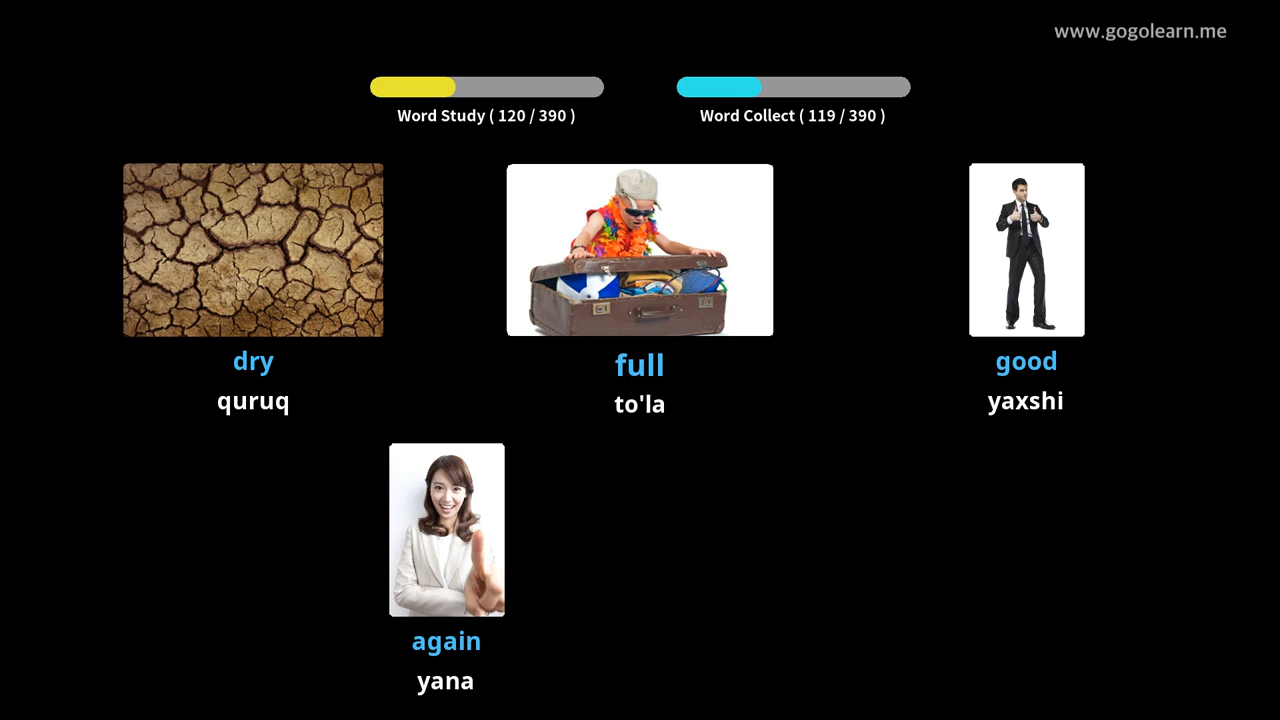 www.gogolearn.me
Word Study ( 120 / 390 )
Word Collect ( 119 / 390 )
dry
quruq
full
to'la
good
yaxshi
again
yana